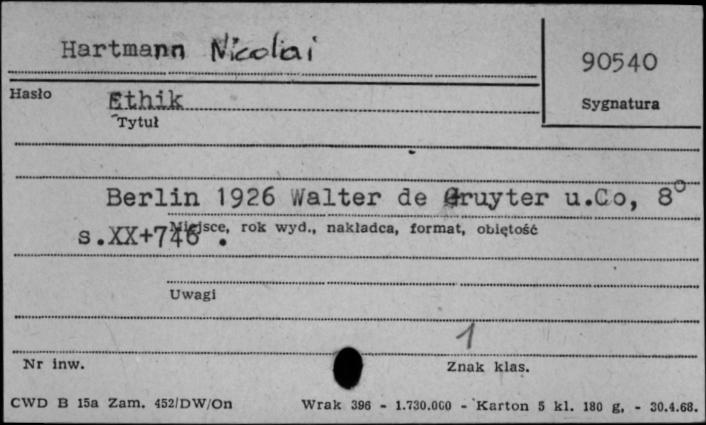 Hartmann Nicolai
90540
Hasło
Ethik
Sygnatura
Tytuł
Berlin 1926 Walter de Gruyter u.Co, 8°
Miejsce, rok wyd., nakładca, format, objętość
s.XX+746 .
Uwagi
1
Nr inw.
Znak klas.
CWD B 15a Zam. 452/DW/On Wrak 396 - 1.730.000 - Karton 5 kl. 180 g. - 30.4.68.